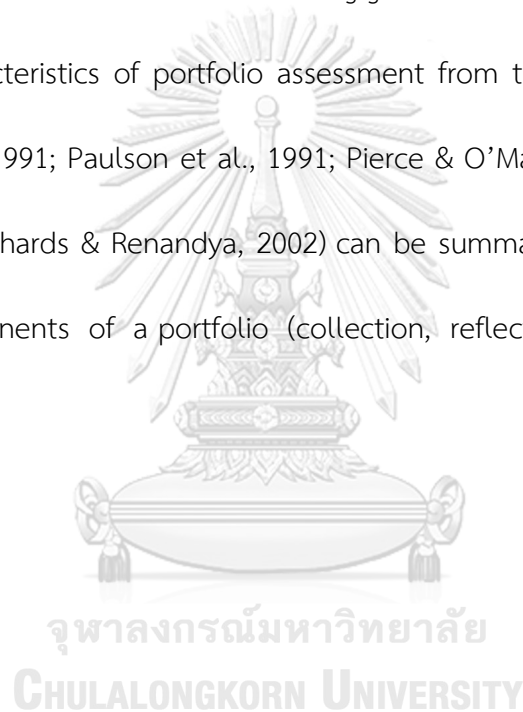 cteristics of portfolio assessment from t
1991; Paulson et al., 1991; Pierce & O'Ma
hards & Renandya, 2002) can be summa
nents of a portfolio (collection, reflec
จุฬาลงกรณ์มหาวิทยาลัย
CHULALONGKORN UNIVERSITY